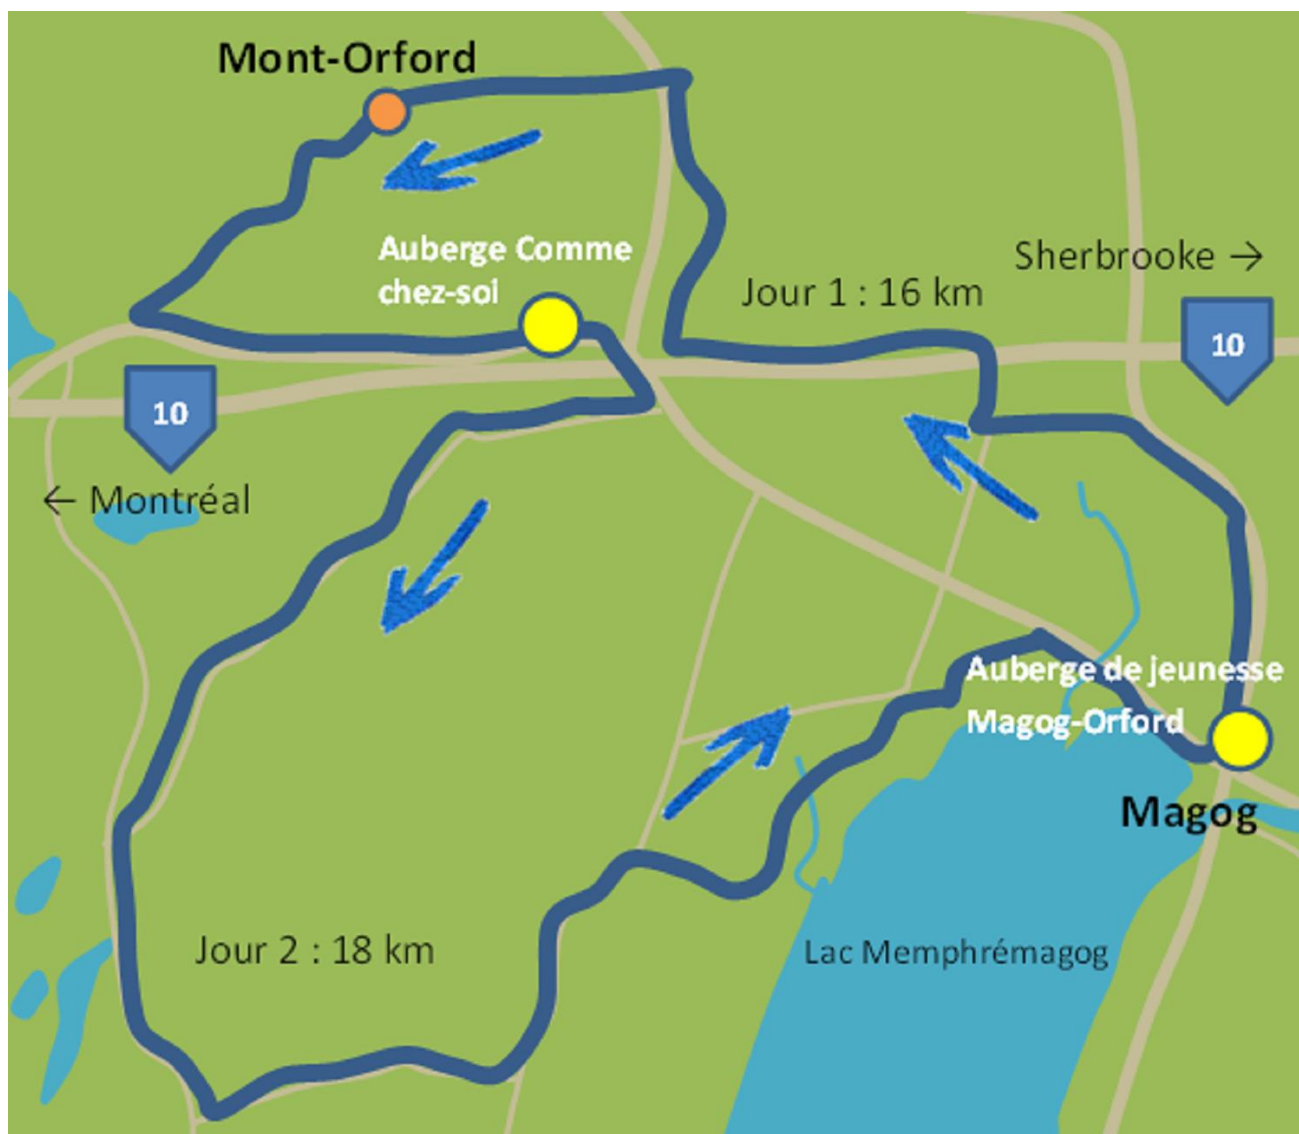 Mont-Orford
Auberge Comme
chez-soi
Sherbrooke →
Jour 1 : 16 km
10
10
← Montréal
Auberge de jeunesse
Magog-Orford
Magog
Jour 2 : 18 km
Lac Memphrémagog